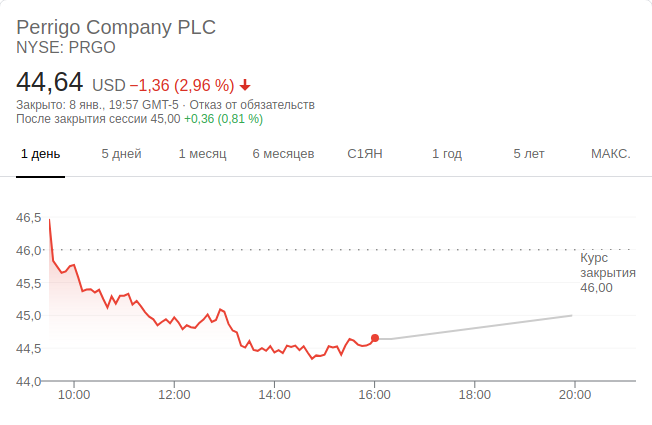 Perrigo Company PLC
NYSE: PRGO
44,64 USD −1,36 (2,96 %)
Закрыто: 8 янв., 19:57 GMT-5 · Отказ от обязательств
После закрытия сессии 45,00 +0,36 (0,81 %)
1 день 5 дней 1 месяц 6 месяцев С1ЯН 1 год 5 лет МАКС.
46,5
46,0
Курс
закрытия
46,00
45,5
45,0
44,5
44,0
10:00 12:00 14:00 16:00 18:00 20:00